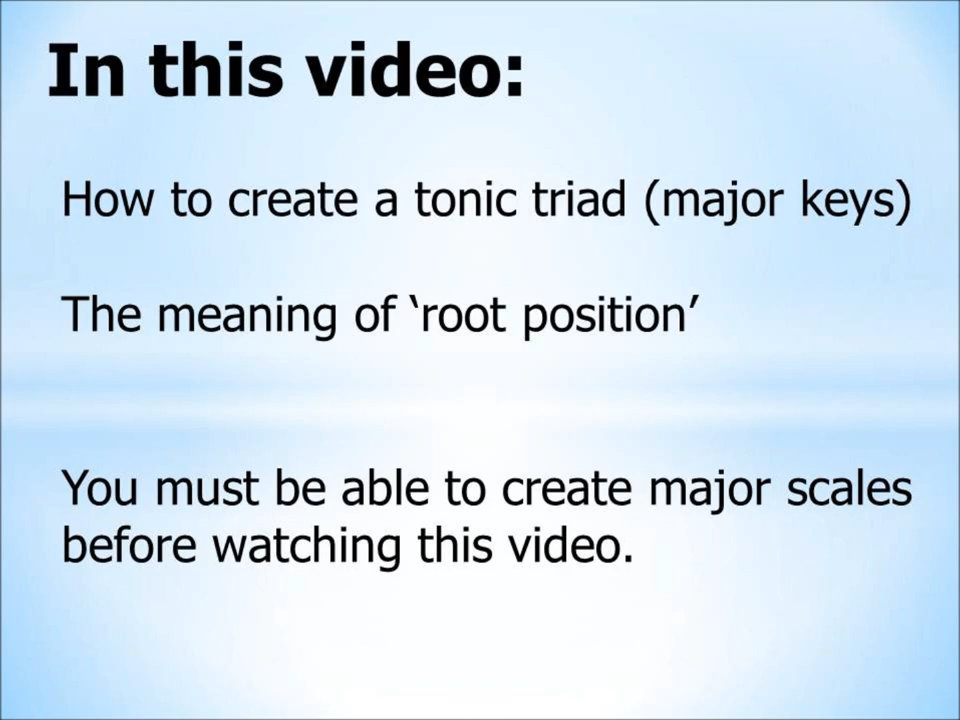 In this video:
How to create a tonic triad (major keys)
The meaning of ‘root position’
You must be able to create major scales
before watching this video.